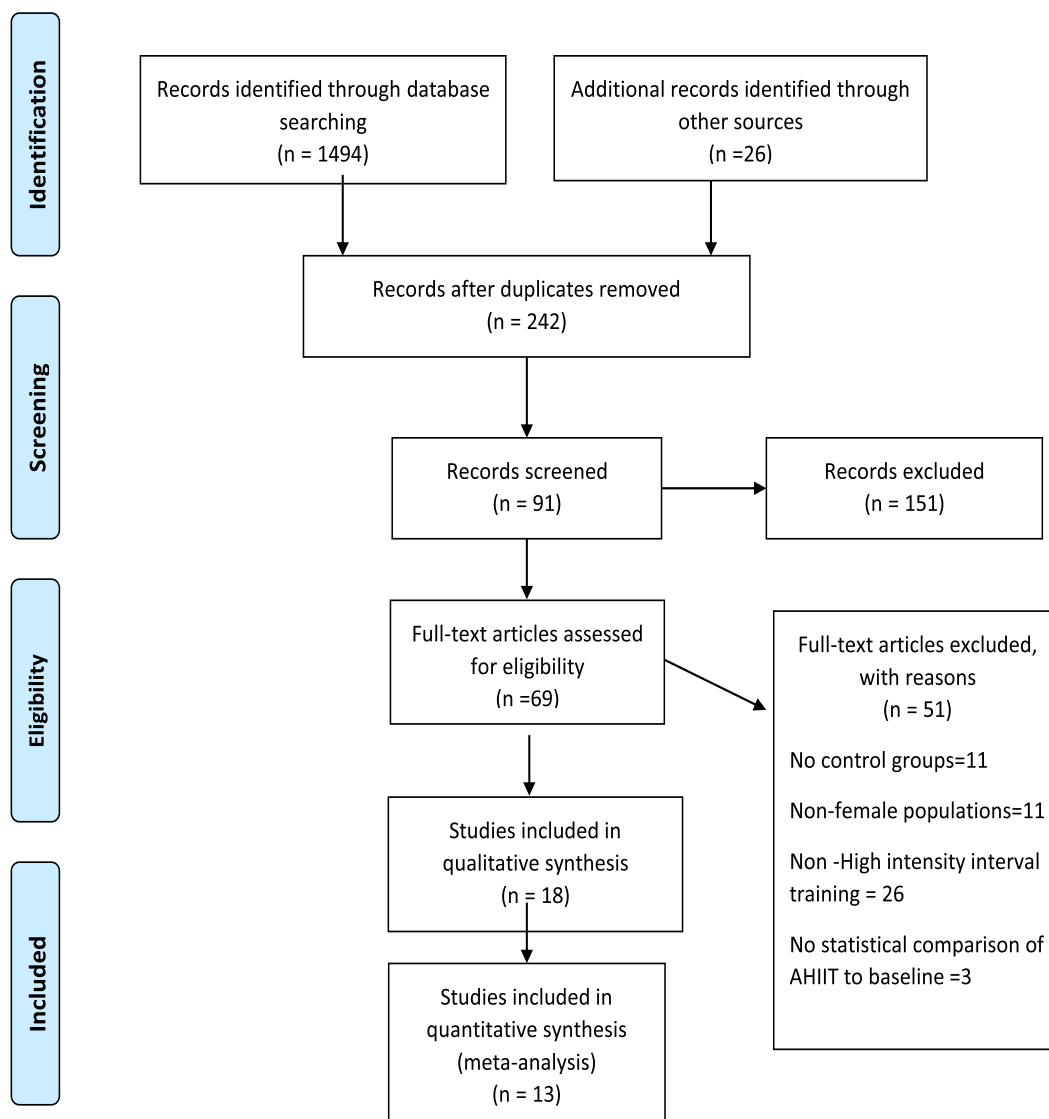 Identification
Records identified through database
searching
(n = 1494)
Additional records identified through
other sources
(n =26)
Records after duplicates removed
(n = 242)
Screening
Records screened
(n = 91)
Records excluded
(n = 151)
Eligibility
Full-text articles assessed
for eligibility
(n =69)
Full-text articles excluded,
with reasons
(n = 51)
No control groups=11
Non-female populations=11
Non -High intensity interval
training = 26
No statistical comparison of
AHIIT to baseline =3
Studies included in
qualitative synthesis
(n = 18)
Included
Studies included in
quantitative synthesis
(meta-analysis)
(n = 13)